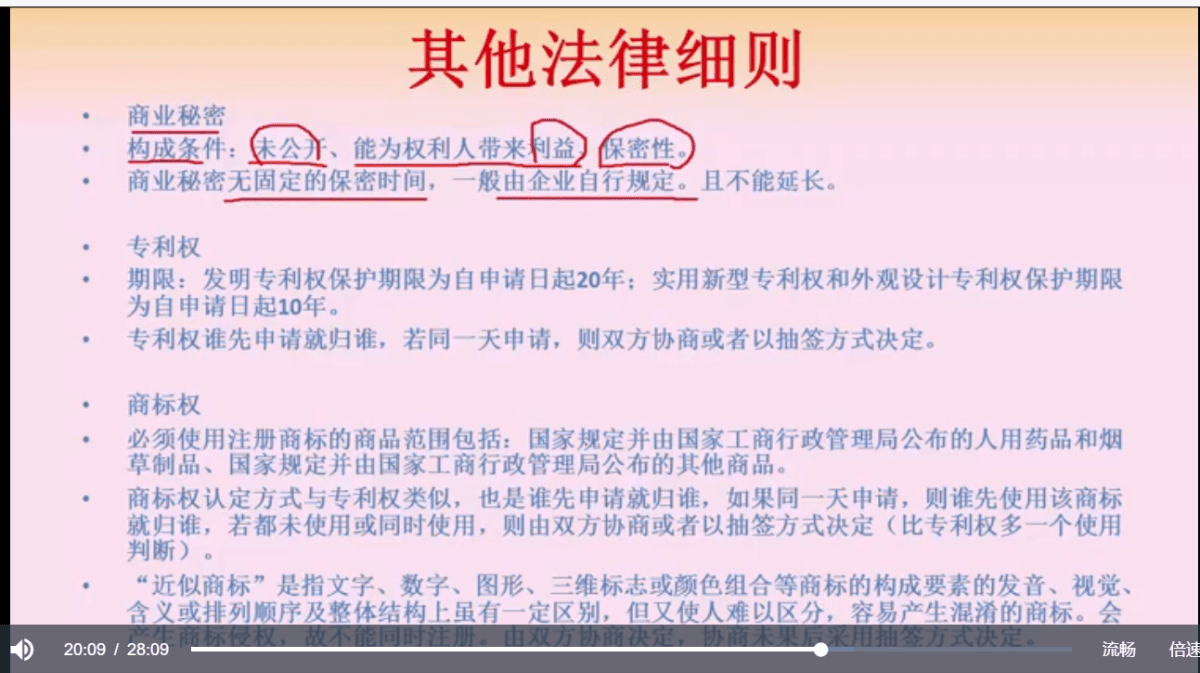 其他法律细则
• 商业秘密
• 构成条件：未公开、能为权利人带来利益、保密性。
• 商业秘密无固定的保密时间，一般由企业自行规定。且不能延长。
• 专利权
• 期限：发明专利权保护期限为自申请日起20年；实用新型专利权和外观设计专利权保护期限
为自申请日起10年。
• 专利权谁先申请就归谁，若同一天申请，则双方协商或者以抽签方式决定。
• 商标权
• 必须使用注册商标的商品范围包括：国家规定并由国家工商行政管理局公布的人用药品和烟
草制品、国家规定并由国家工商行政管理局公布的其他商品。
• 商标权认定方式与专利权类似，也是谁先申请就归谁，如果同一天申请，则谁先使用该商标
就归谁，若都未使用或同时使用，则由双方协商或者以抽签方式决定（比专利权多一个使用
判断）。
• “近似商标”是指文字、数字、图形、三维标志或颜色组合等商标的构成要素的发音、视觉、
含义或排列顺序及整体结构上虽有一定区别，但又使人难以区分，容易产生混淆的商标。会
产生商标侵权，故不能同时注册。由双方协商决定，协商未果后采用抽签方式决定。
20:09 / 28:09 流畅 倍速